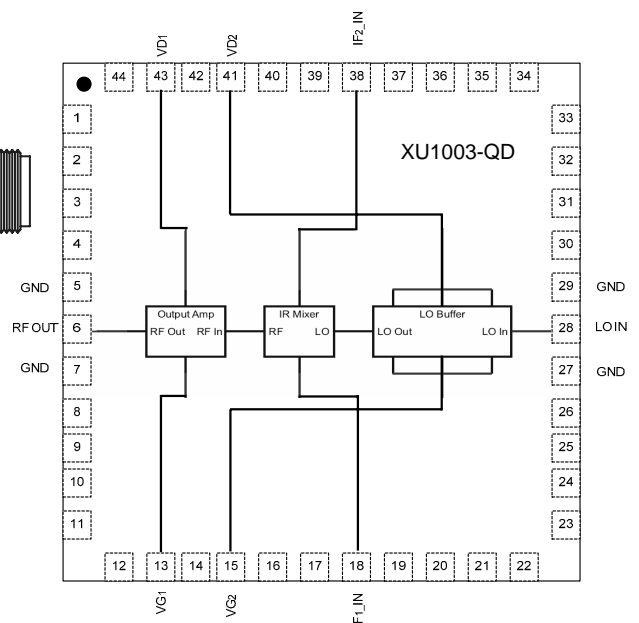 VD1
VD2
IF2_IN
44 43 42 41 40 39 38 37 36 35 34
XU1003-QD
1
2
3
4
5
6
7
8
9
10
11
33
32
31
30
29
28
27
26
25
24
23
GND
RF OUT
GND
GND
LO IN
GND
Output Amp
RF Out RF In
IR Mixer
RF LO
LO Buffer
LO Out LO In
12 13 14 15 16 17 18 19 20 21 22
VG1
VG2
F1_IN